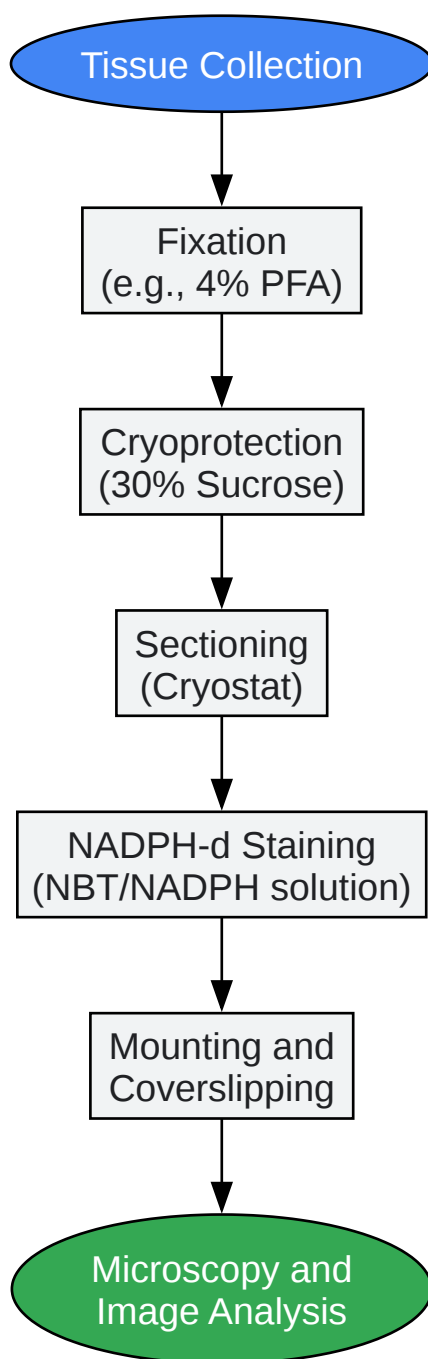 Tissue Collection
Fixation
(e.g., 4% PFA)
Cryoprotection
(30% Sucrose)
Sectioning
(Cryostat)
NADPH-d Staining
(NBT/NADPH solution)
Mounting and
Coverslipping
Microscopy and
Image Analysis